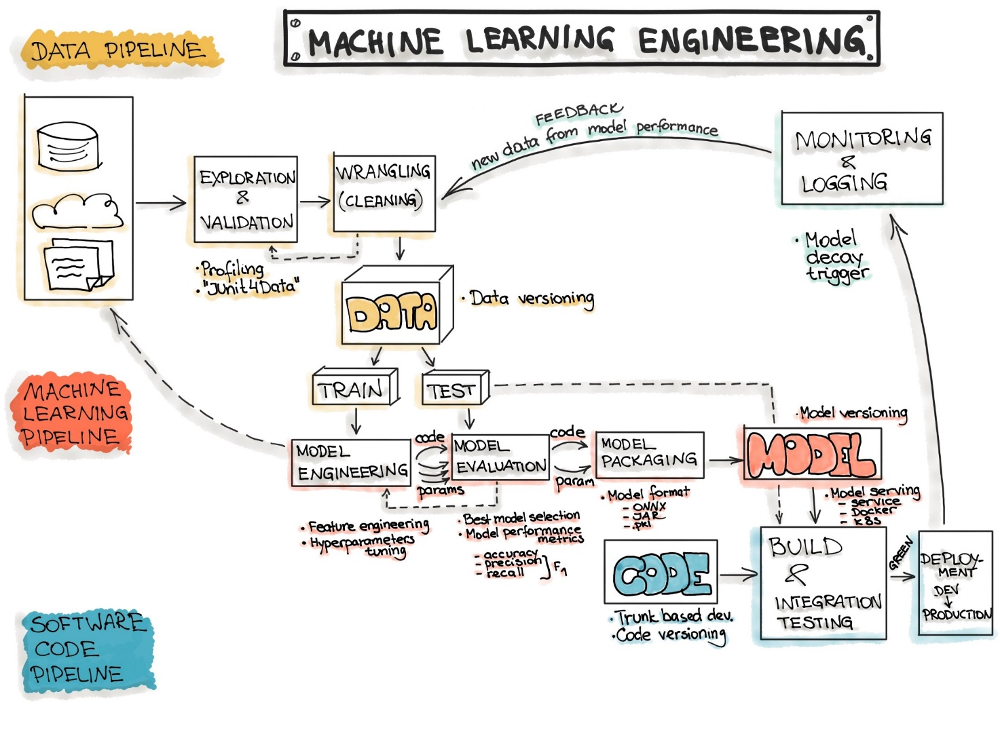 DATA PIPELINE
MACHINE LEARNING ENGINEERING
FEEDBACK
new data from model performance
MONITORING
&
LOGGING
• Model
decay
trigger
EXPLORATION
&
VALIDATION
• Profiling
• "JUnit4Data"
WRANGLING
(CLEANING)
DATA
• Data versioning
TRAIN
TEST
MACHINE
LEARNING
PIPELINE
MODEL
ENGINEERING
code
params
• Feature engineering
• Hyperparameters
tuning
MODEL
EVALUATION
code
param
• Best model selection
• Model performance
metrics
- accuracy
- precision
- recall
F1
MODEL
PACKAGING
• Model format
- ONNX
- JAR
- .pkl
• Model versioning
MODEL
• Model serving
- service
- Docker
- K8S
SOFTWARE
CODE
PIPELINE
CODE
• Trunk based dev.
• Code versioning
BUILD
&
INTEGRATION
TESTING
GREEN
DEPLOY-
MENT
DEV
↓
PRODUCTION